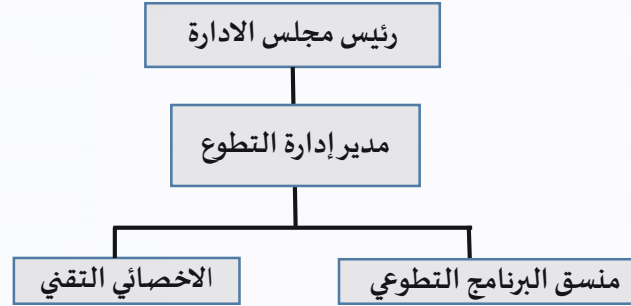 رئيس مجلس الادارة
مدير إدارة التطوع
منسق البرنامج التطوعي
الاخصائي التقني